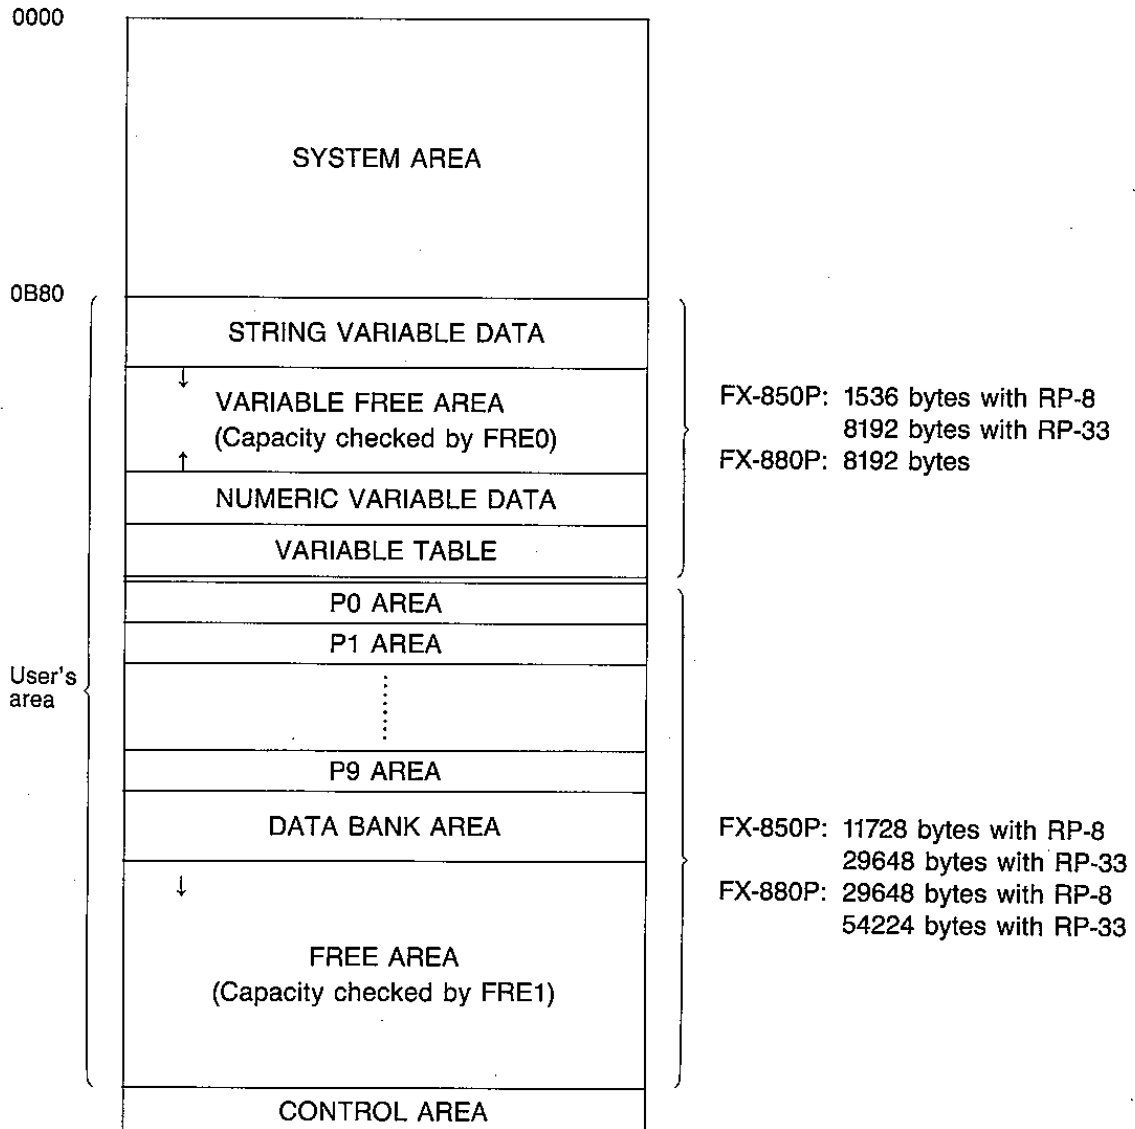 0000
SYSTEM AREA
0B80
STRING VARIABLE DATA
↓
VARIABLE FREE AREA
(Capacity checked by FRE0)
↑
FX-850P: 1536 bytes with RP-8
8192 bytes with RP-33
FX-880P: 8192 bytes
NUMERIC VARIABLE DATA
VARIABLE TABLE
P0 AREA
P1 AREA
User's
area
P9 AREA
DATA BANK AREA
FX-850P: 11728 bytes with RP-8
29648 bytes with RP-33
FX-880P: 29648 bytes with RP-8
54224 bytes with RP-33
↓
FREE AREA
(Capacity checked by FRE1)
CONTROL AREA